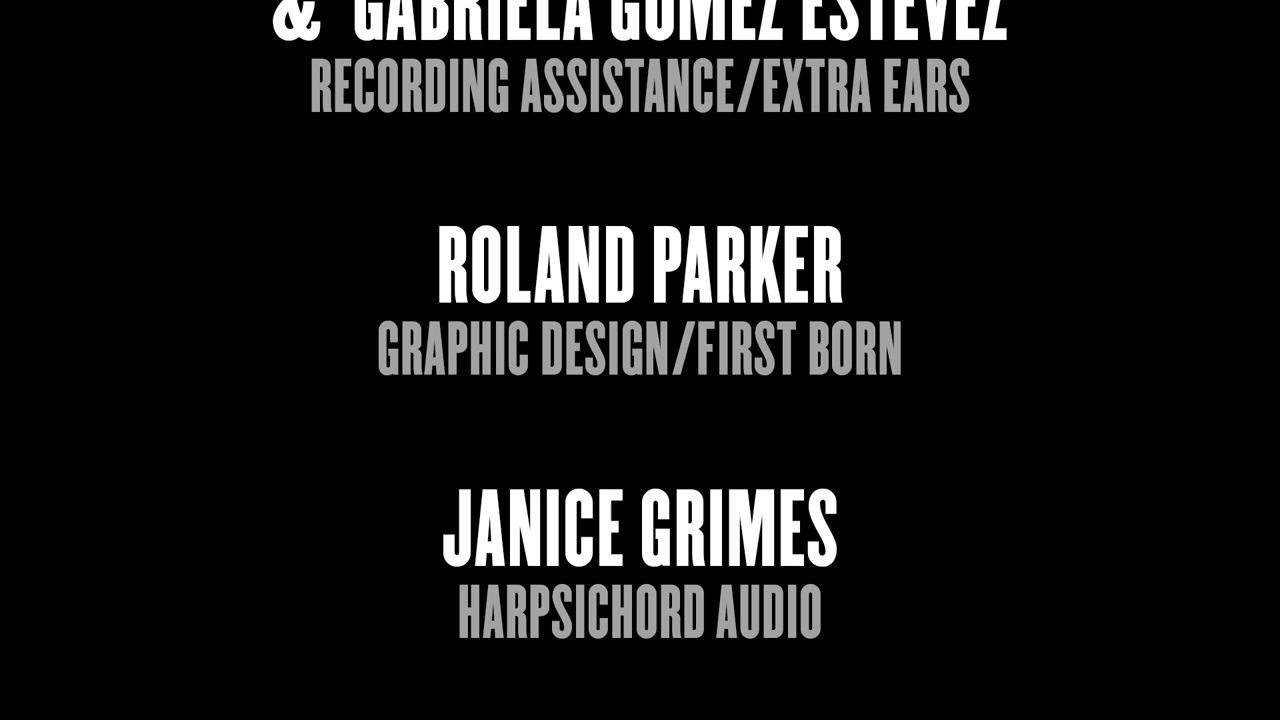 & GABRIELA GOMEZ ESTEVEZ
RECORDING ASSISTANCE/EXTRA EARS
ROLAND PARKER
GRAPHIC DESIGN/FIRST BORN
JANICE GRIMES
HARPSICHORD AUDIO